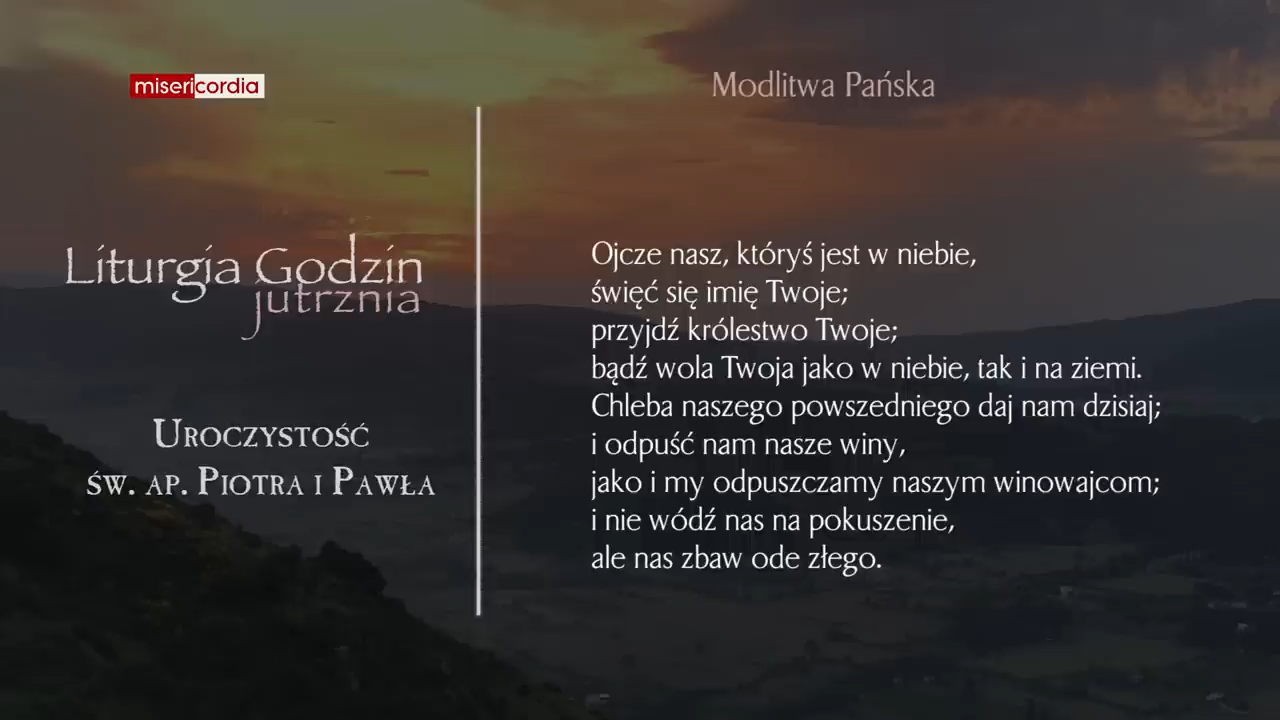 misericordia
Liturgia Godzin
jutrznia
Uroczystość
św. ap. Piotra i Pawła
Modlitwa Pańska
Ojcze nasz, któryś jest w niebie,
święć się imię Twoje;
przyjdź królestwo Twoje;
bądź wola Twoja jako w niebie, tak i na ziemi.
Chleba naszego powszedniego daj nam dzisiaj;
i odpuść nam nasze winy,
jako i my odpuszczamy naszym winowajcom;
i nie wódź nas na pokuszenie,
ale nas zbaw ode złego.